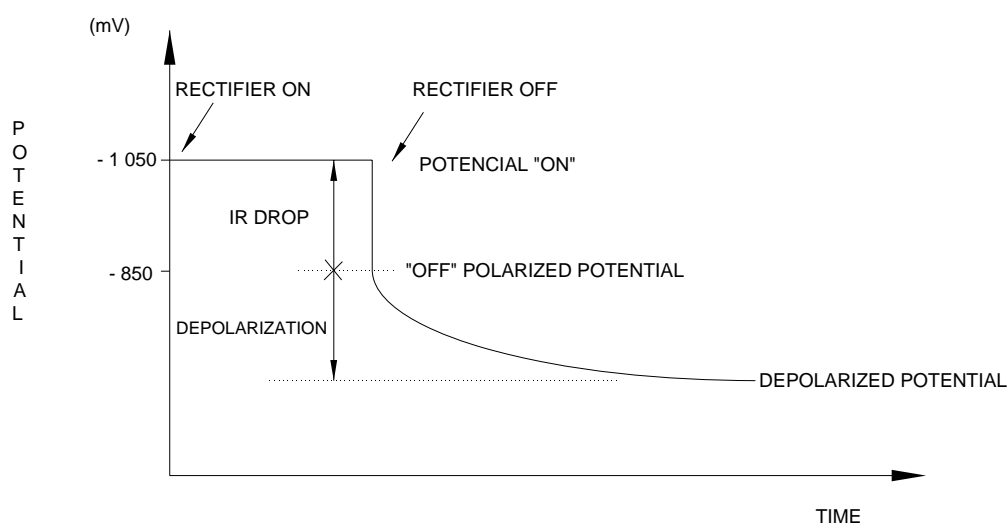 (mV)
RECTIFIER ON
RECTIFIER OFF
POTENTIAL
- 1 050
POTENCIAL "ON"
IR DROP
- 850
"OFF" POLARIZED POTENTIAL
DEPOLARIZATION
DEPOLARIZED POTENTIAL
TIME